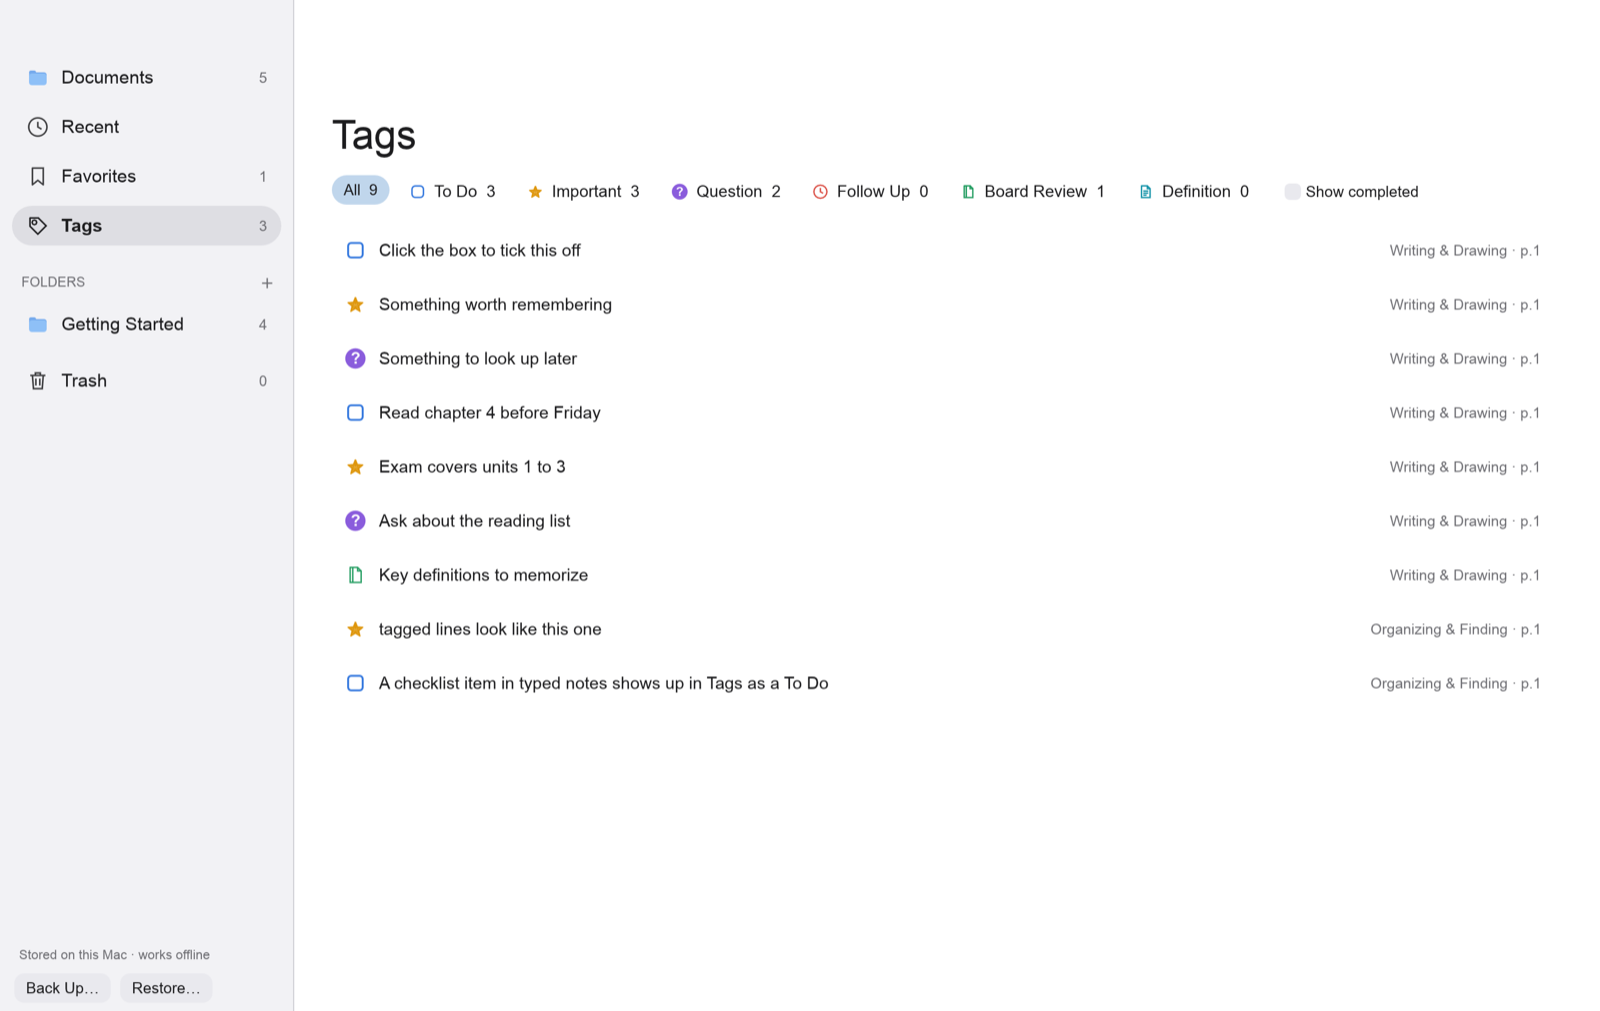 Documents 5
Recent
Favorites 1
Tags 3
FOLDERS +
Getting Started 4
Trash 0
Stored on this Mac · works offline
Back Up… Restore…
Tags
All 9 To Do 3 Important 3 ? Question 2 Follow Up 0 Board Review 1 Definition 0 Show completed
Click the box to tick this off Writing & Drawing · p.1
Something worth remembering Writing & Drawing · p.1
? Something to look up later Writing & Drawing · p.1
Read chapter 4 before Friday Writing & Drawing · p.1
Exam covers units 1 to 3 Writing & Drawing · p.1
? Ask about the reading list Writing & Drawing · p.1
Key definitions to memorize Writing & Drawing · p.1
tagged lines look like this one Organizing & Finding · p.1
A checklist item in typed notes shows up in Tags as a To Do Organizing & Finding · p.1